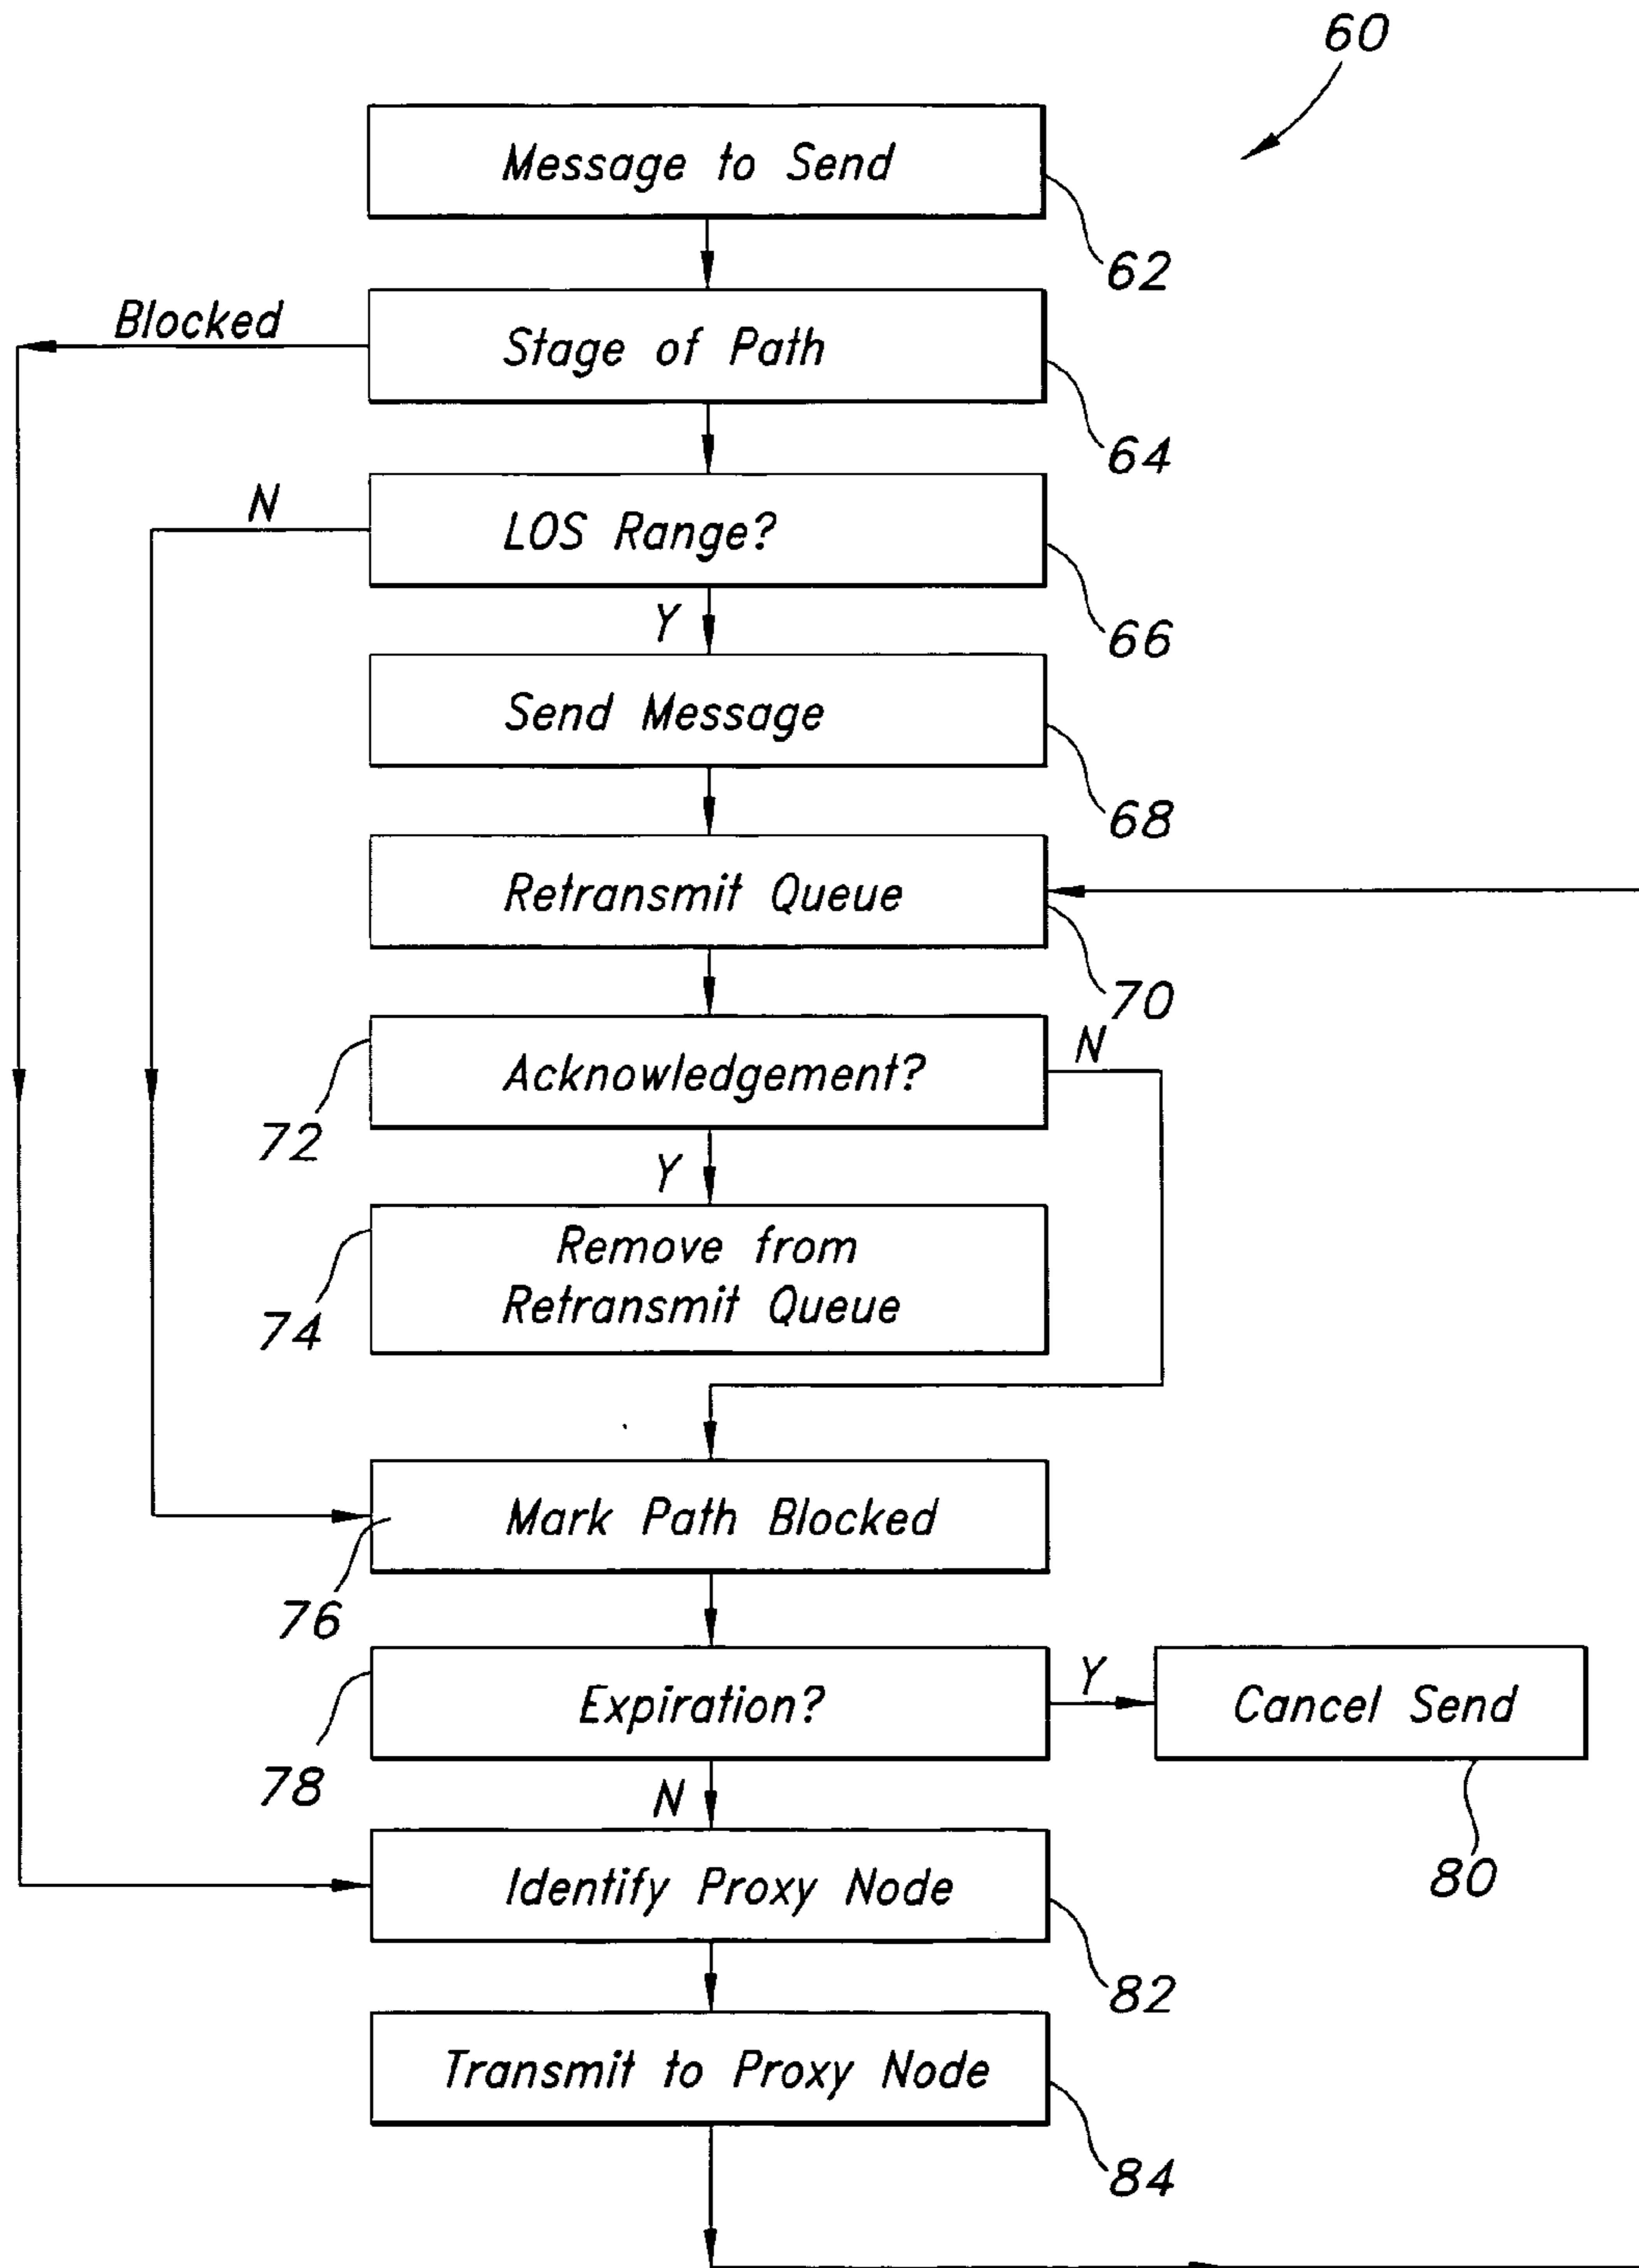 60
Message to Send
62
Blocked
Stage of Path
64
N
LOS Range?
66
Y
Send Message
68
Retransmit Queue
70
Acknowledgement?
N
72
Y
Remove from
Retransmit Queue
74
Mark Path Blocked
76
Expiration?
Y
Cancel Send
78
N
80
Identify Proxy Node
82
Transmit to Proxy Node
84